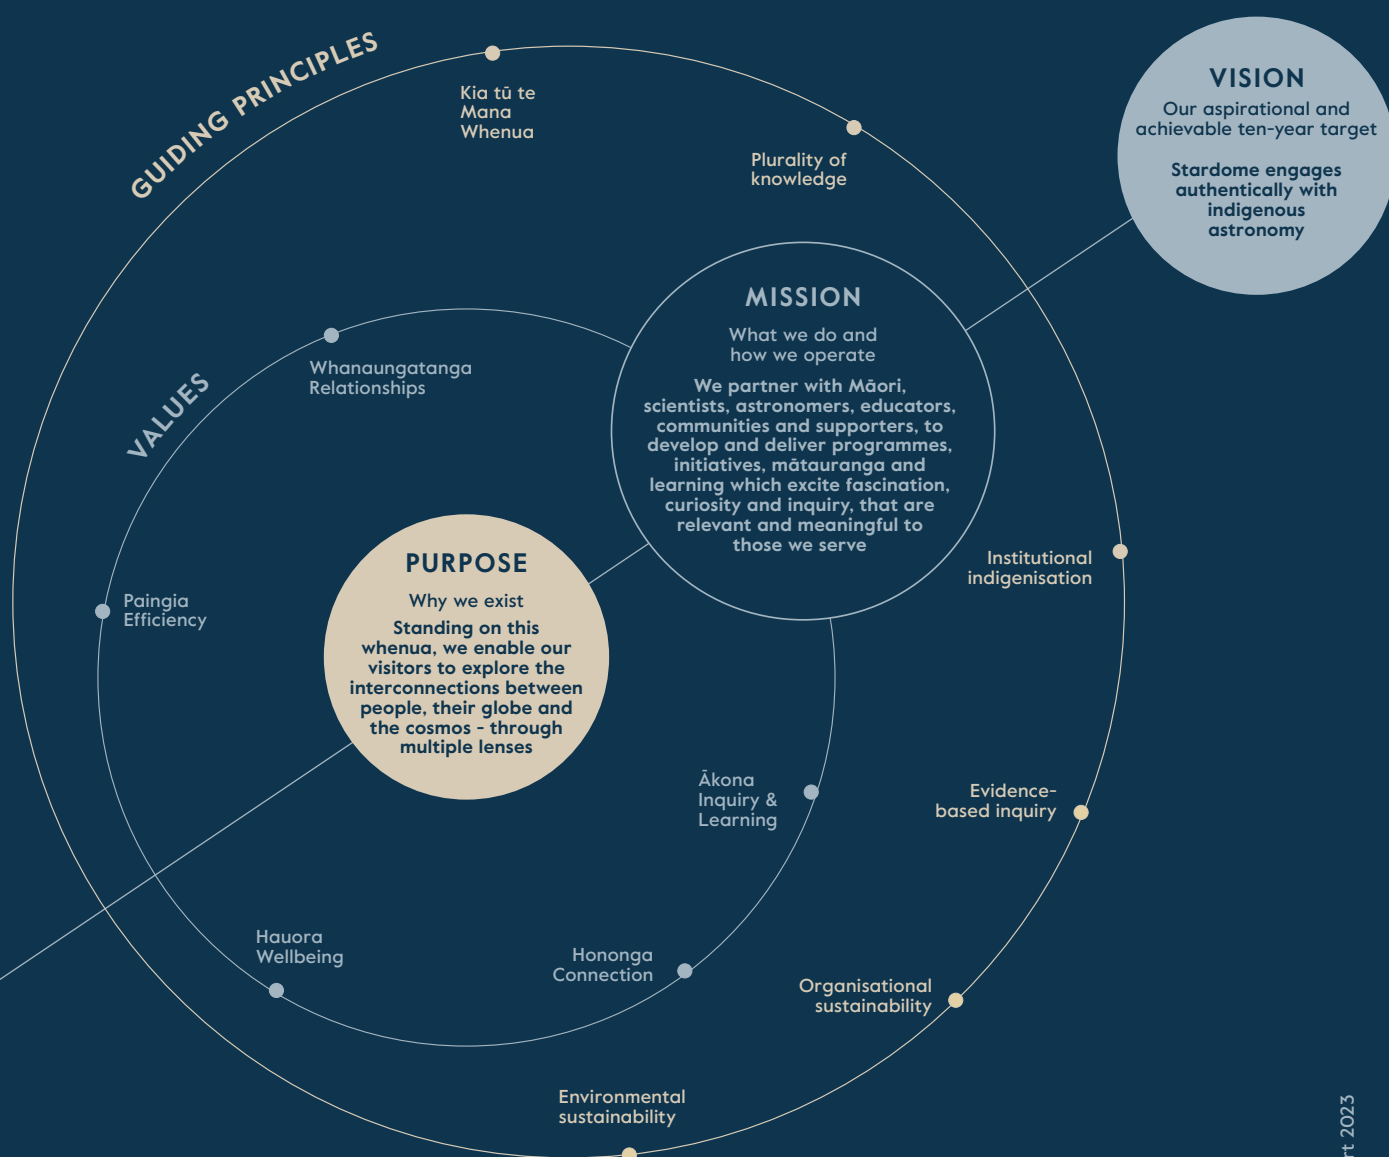 GUIDING PRINCIPLES
Kia tū te
Mana
Whenua
Plurality of
knowledge
VISION
Our aspirational and
achievable ten-year target
Stardome engages
authentically with
indigenous
astronomy
MISSION
What we do and
how we operate
We partner with Māori,
scientists, astronomers, educators,
communities and supporters, to
develop and deliver programmes,
initiatives, mātauranga and
learning which excite fascination,
curiosity and inquiry, that are
relevant and meaningful to
those we serve
VALUES
Whanaungatanga
Relationships
Paingia
Efficiency
PURPOSE
Why we exist
Standing on this
whenua, we enable our
visitors to explore the
interconnections between
people, their globe and
the cosmos - through
multiple lenses
Institutional
indigenisation
Ākona
Inquiry &
Learning
Evidence-
based inquiry
Hauora
Wellbeing
Hononga
Connection
Organisational
sustainability
Environmental
sustainability
2023